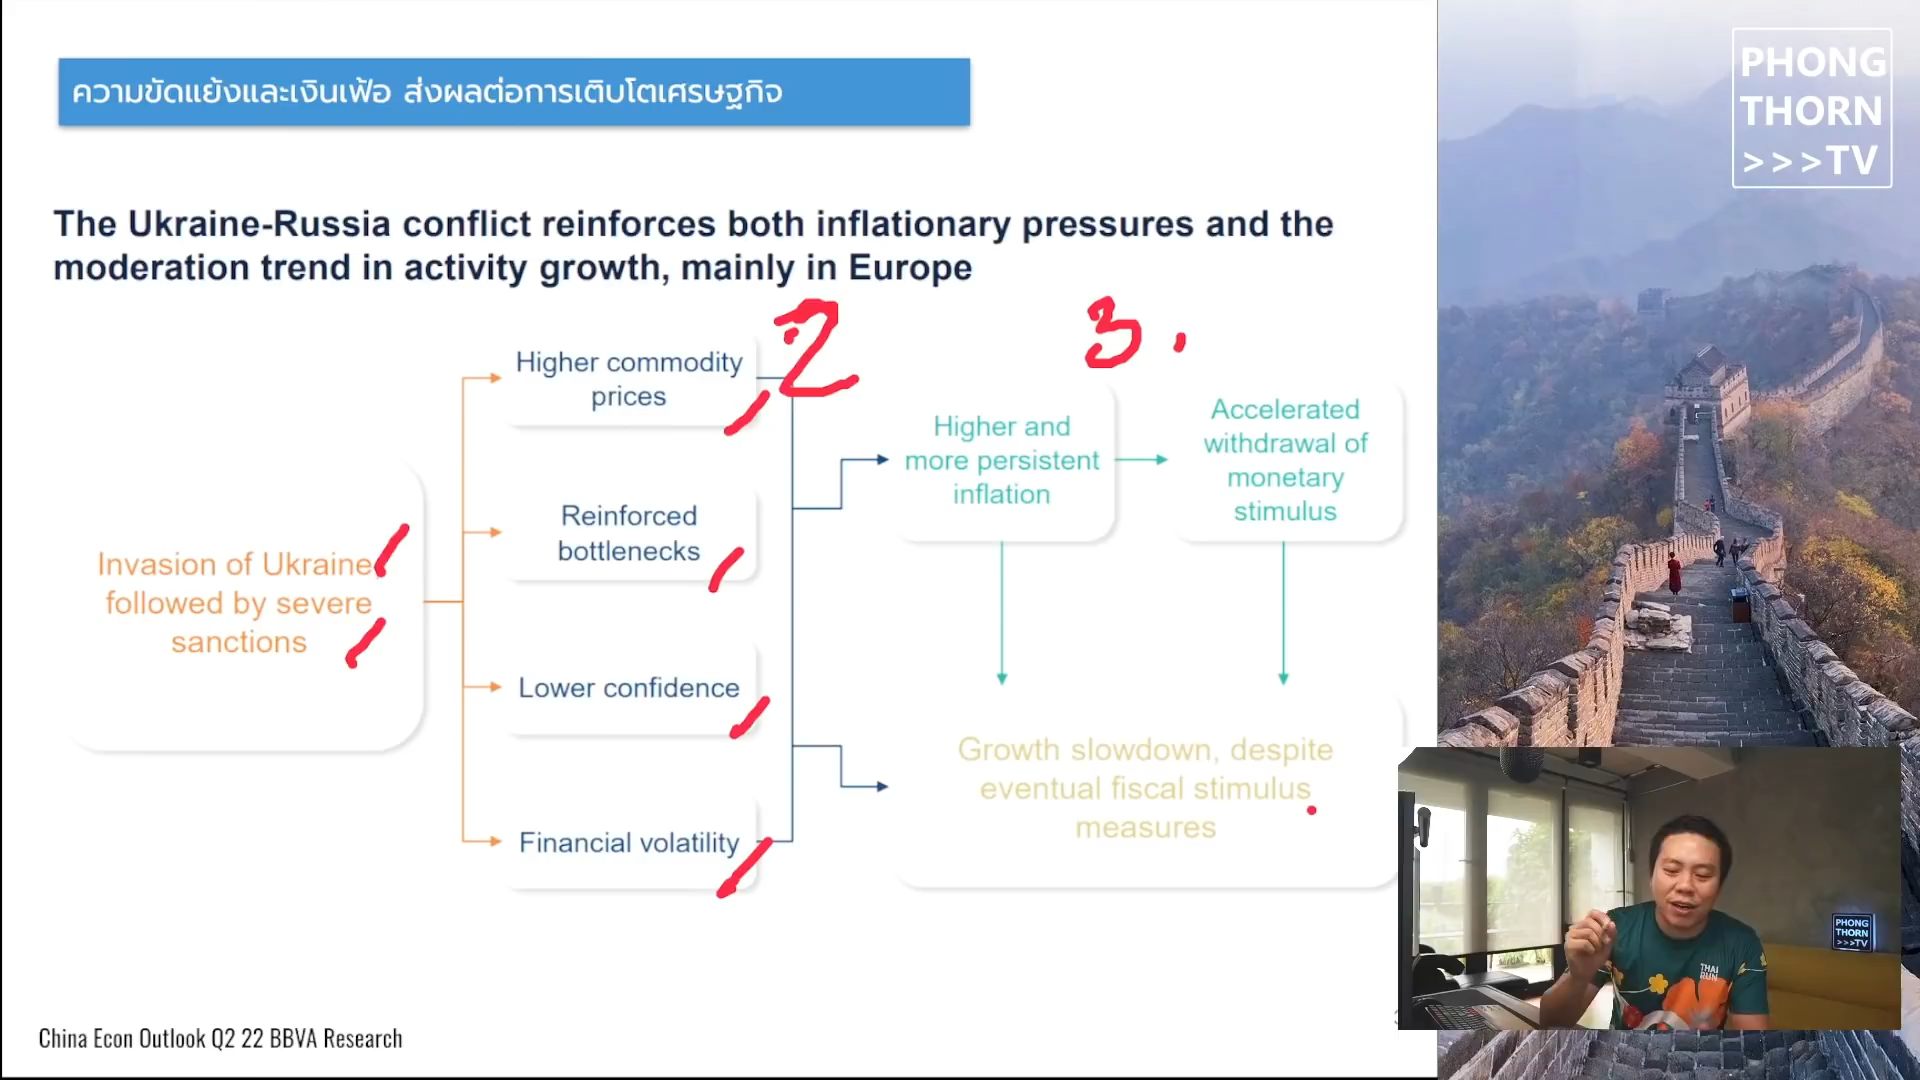 ความขัดแย้งและเงินเฟ้อ ส่งผลต่อการเติบโตเศรษฐกิจ
PHONG
THORN
>>>TV
The Ukraine-Russia conflict reinforces both inflationary pressures and the
moderation trend in activity growth, mainly in Europe
2
3.
Higher commodity
prices
Reinforced
bottlenecks
Lower confidence
Financial volatility
Invasion of Ukraine
followed by severe
sanctions
Higher and
more persistent
inflation
Accelerated
withdrawal of
monetary
stimulus
Growth slowdown, despite
eventual fiscal stimulus
measures
PHONG
THORN
>>>TV
THAI
RUN
China Econ Outlook Q2 22 BBVA Research